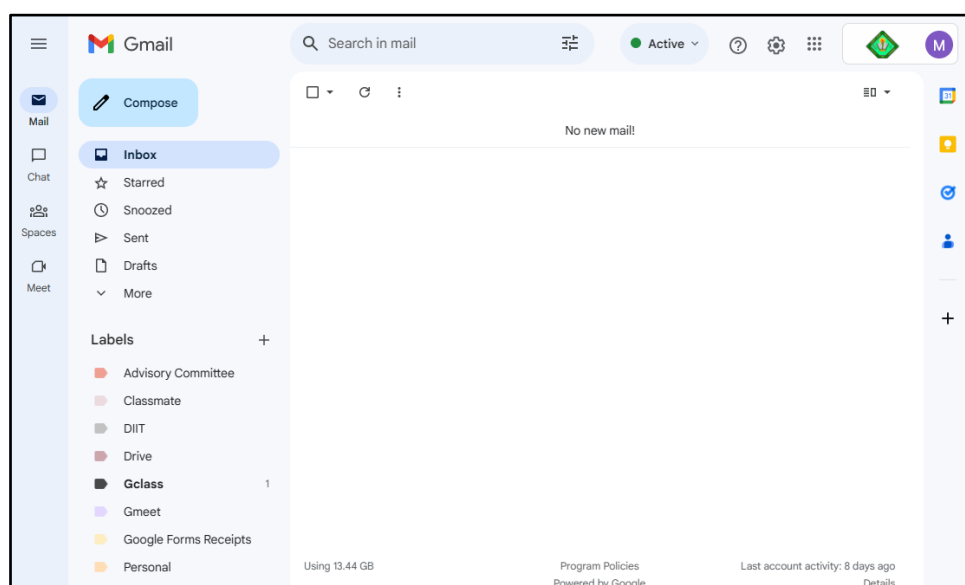 Gmail
Search in mail
Active
M
Mail
Chat
Spaces
Meet
Compose
Inbox
Starred
Snoozed
Sent
Drafts
More
Labels
Advisory Committee
Classmate
DIIT
Drive
Gclass 1
Gmeet
Google Forms Receipts
Personal
No new mail!
Using 13.44 GB
Program Policies
Powered by Google
Last account activity: 8 days ago
Details
31